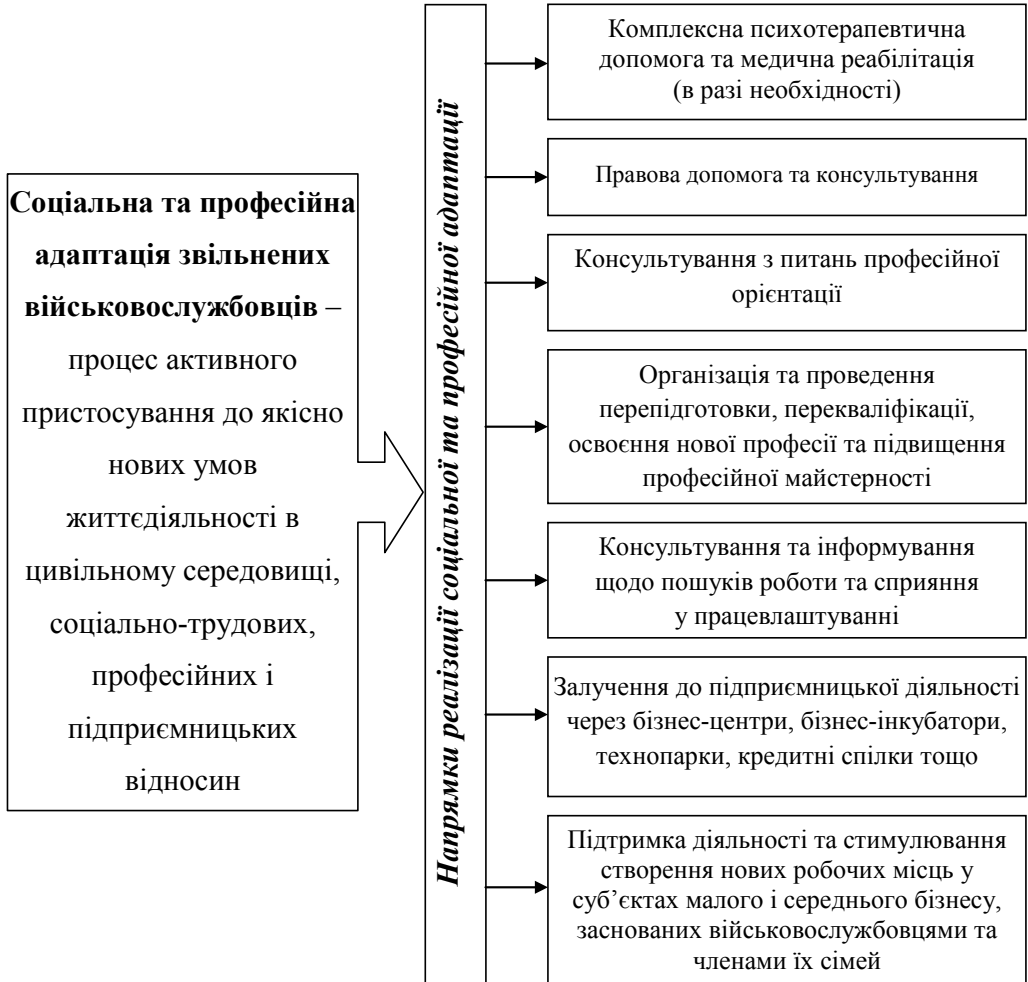 Соціальна та професійна
адаптація звільнених
військовослужбовців –
процес активного
пристосування до якісно
нових умов
життєдіяльності в
цивільному середовищі,
соціально-трудових,
професійних і
підприємницьких
відносин
Напрямки реалізації соціальної та професійної адаптації
Комплексна психотерапевтична
допомога та медична реабілітація
(в разі необхідності)
Правова допомога та консультування
Консультування з питань професійної
орієнтації
Організація та проведення
перепідготовки, перекваліфікації,
освоєння нової професії та підвищення
професійної майстерності
Консультування та інформування
щодо пошуків роботи та сприяння
у працевлаштуванні
Залучення до підприємницької діяльності
через бізнес-центри, бізнес-інкубатори,
технопарки, кредитні спілки тощо
Підтримка діяльності та стимулювання
створення нових робочих місць у
суб’єктах малого і середнього бізнесу,
заснованих військовослужбовцями та
членами їх сімей